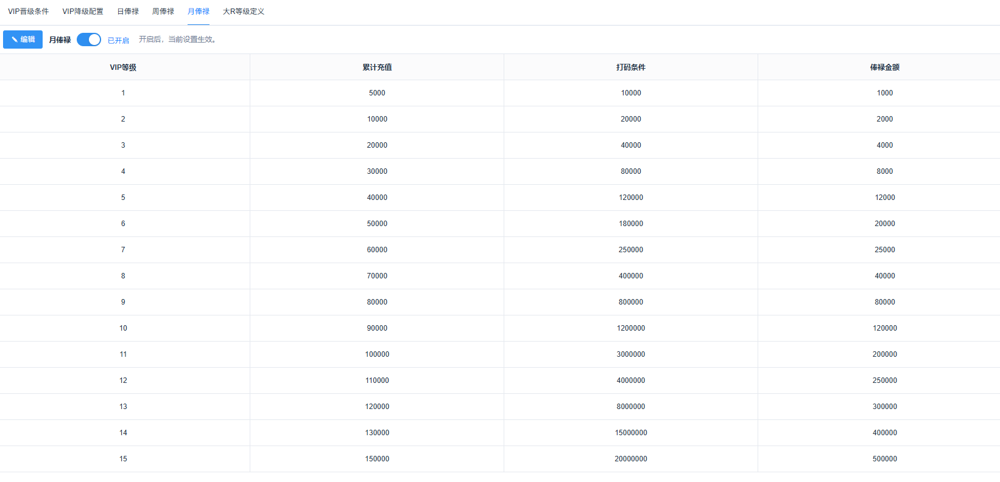 VIP晋级条件 VIP降级配置 日俸禄 周俸禄 月俸禄 大R等级定义
编辑 月俸禄 已开启 开启后，当前设置生效。
VIP等级 累计充值 打码条件 俸禄金额
1 5000 10000 1000
2 10000 20000 2000
3 20000 40000 4000
4 30000 80000 8000
5 40000 120000 12000
6 50000 180000 20000
7 60000 250000 25000
8 70000 400000 40000
9 80000 800000 80000
10 90000 1200000 120000
11 100000 3000000 200000
12 110000 4000000 250000
13 120000 8000000 300000
14 130000 15000000 400000
15 150000 20000000 500000